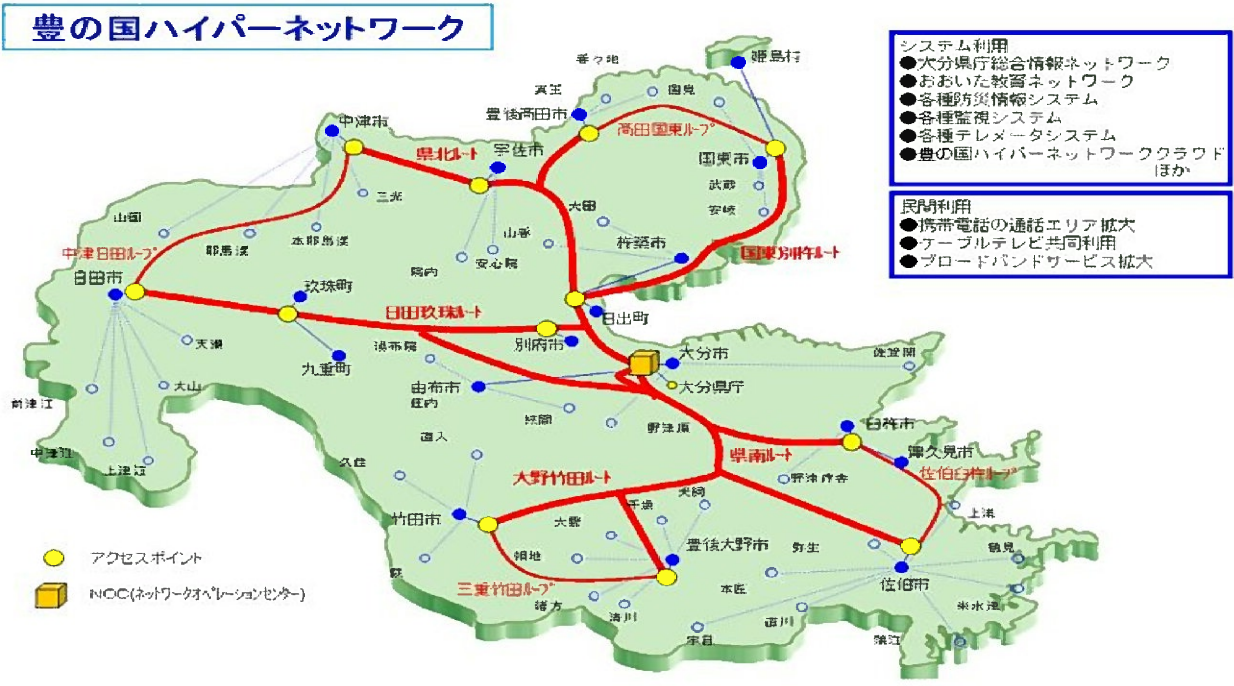 豊の国ハイパーネットワーク
システム利用
●大分県庁総合情報ネットワーク
●おおいた教育ネットワーク
●各種防災情報システム
●各種監視システム
●各種テレメータシステム
●豊の国ハイパーネットワーククラウド
ほか
民間利用
●携帯電話の通話エリア拡大
●ケーブルテレビ共同利用
●ブロードバンドサービス拡大
姫島村
香々地
真玉
国見
豊後高田市
高田国東ループ
中津市
県北ルート
宇佐市
国東市
武蔵
安岐
三光
大田
山国
耶馬溪
本耶馬渓
山香
杵築市
中津日田ループ
院内
安心院
国東別杵ルート
日田市
玖珠町
日田玖珠ルート
日出町
別府市
天瀬
九重町
湯布院
大分市
佐賀関
大分県庁
由布市
庄内
大山
前津江
挾間
野津原
臼杵市
直入
中津江
上津江
久住
県南ルート
津久見市
大野竹田ルート
野津庁舎
佐伯臼杵ループ
犬飼
千歳
上浦
竹田市
大野
豊後大野市
弥生
鶴見
アクセスポイント
朝地
荻
三重竹田ループ
佐伯市
本匠
NOC(ネットワークオペレーションセンター)
緒方
清川
米水津
直川
宇目
蒲江